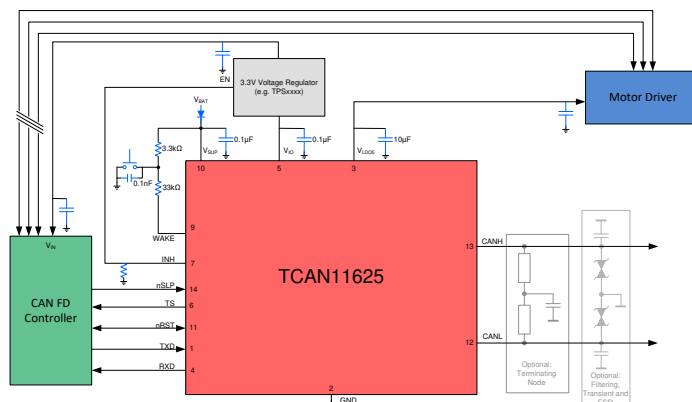 3.3V Voltage Regulator
(e.g. TPSxxxx)
EN
Motor Driver
VBAT
3.3kΩ
0.1µF
0.1µF
10µF
VSUP
VIO
VLDO5
0.1nF
33kΩ
10
5
3
WAKE
9
INH
7
VIN
CAN FD
Controller
nSLP
14
TS
6
nRST
11
TXD
1
RXD
4
TCAN11625
13
CANH
12
CANL
2
GND
Optional:
Terminating
Node
Optional:
Filtering,
Transient and
ESD